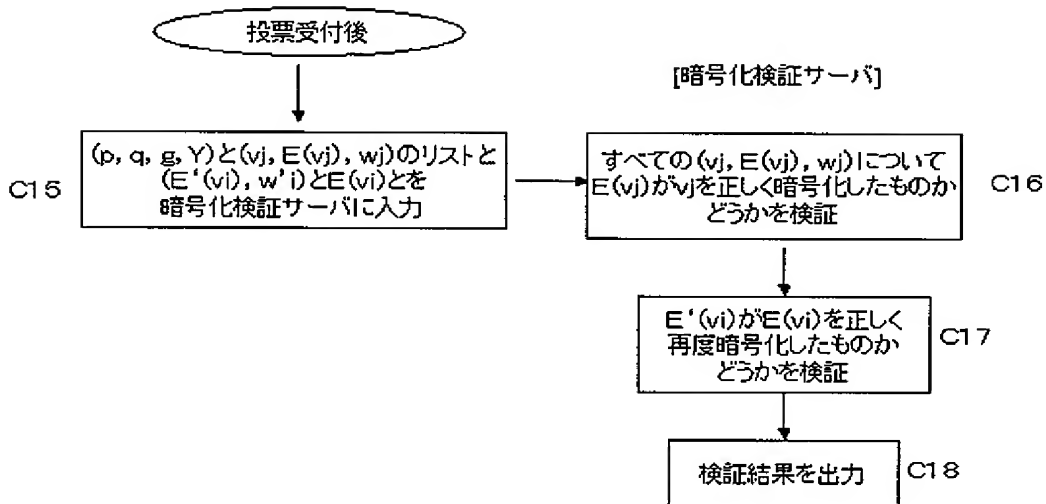 投票受付後
[暗号化検証サーバ]
C15
(p, q, g, Y)と(vj, E(vj), wj)のリストと
(E'(vi), w'i)とE(vi)とを
暗号化検証サーバに入力
すべての(vj, E(vj), wj)について
E(vj)がvjを正しく暗号化したものか
どうかを検証
C16
E'(vi)がE(vi)を正しく
再度暗号化したものか
どうかを検証
C17
検証結果を出力
C18